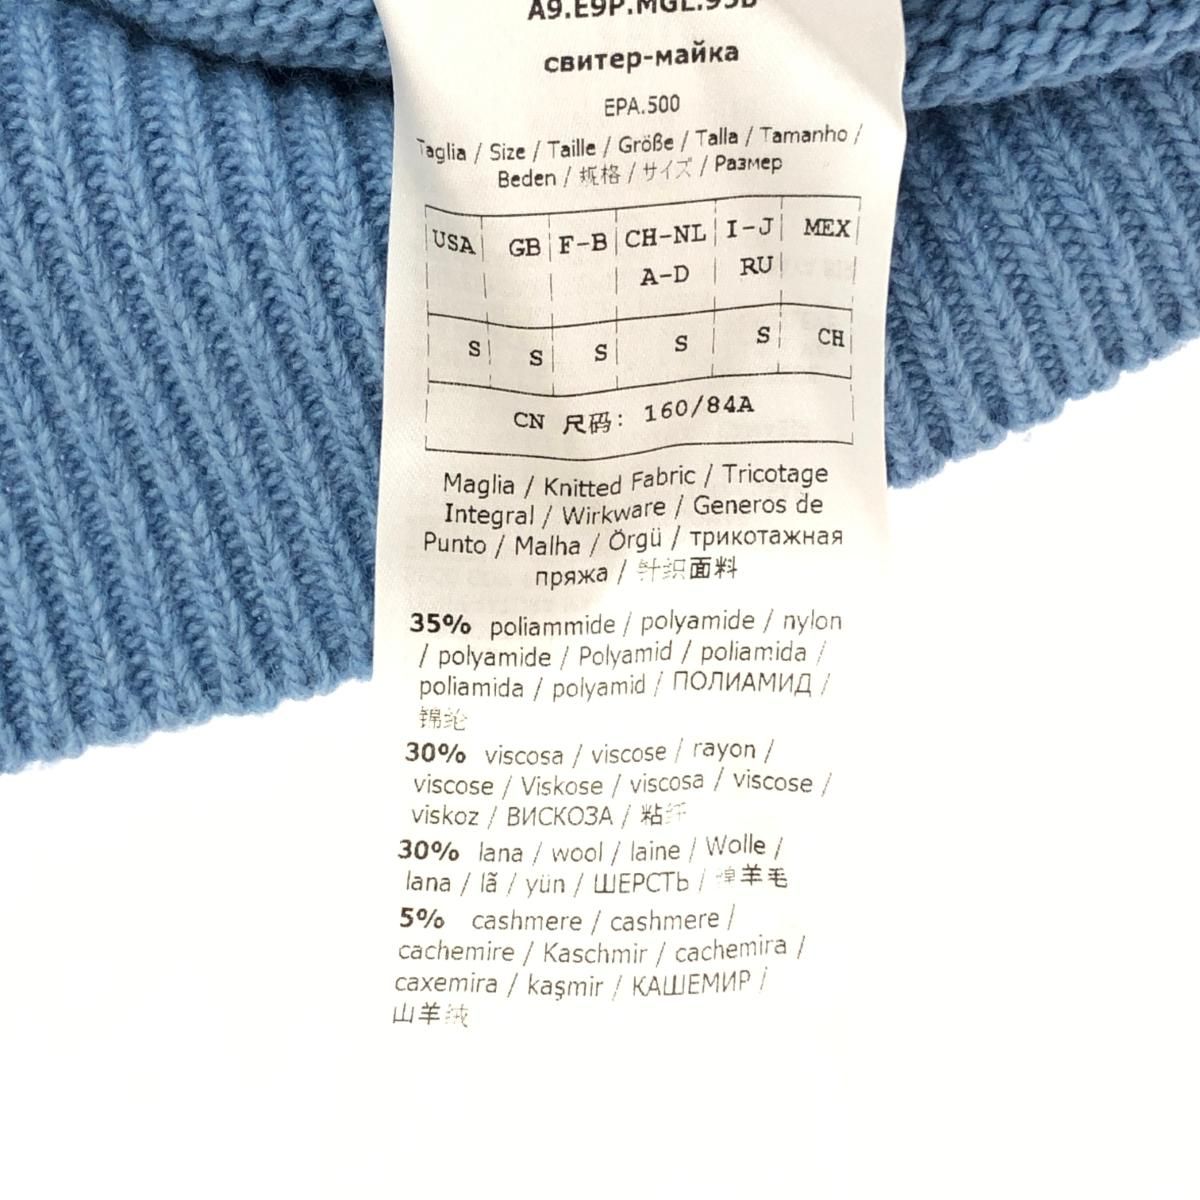 A9.E9P.MGL.95B
свитер-майка
EPA.500
Taglia / Size / Taille / Größe / Talla / Tamanho /
Beden / 规格 / サイズ / Размер
USA GB F-B CH-NL I-J MEX
A-D RU
S S S S S CH
CN 尺码: 160/84A
Maglia / Knitted Fabric / Tricotage
Integral / Wirkware / Generos de
Punto / Malha / Örgü / трикотажная
пряжа / 针织面料
35% poliammide / polyamide / nylon
/ polyamide / Polyamid / poliamida /
poliamida / polyamid / ПОЛИАМИД /
锦纶
30% viscosa / viscose / rayon /
viscose / Viskose / viscosa / viscose /
viskoz / ВИСКОЗА / 粘纤
30% lana / wool / laine / Wolle /
lana / lã / yün / ШЕРСТЬ / 绵羊毛
5% cashmere / cashmere /
cachemire / Kaschmir / cachemira /
caxemira / kaşmir / КАШЕМИР /
山羊绒